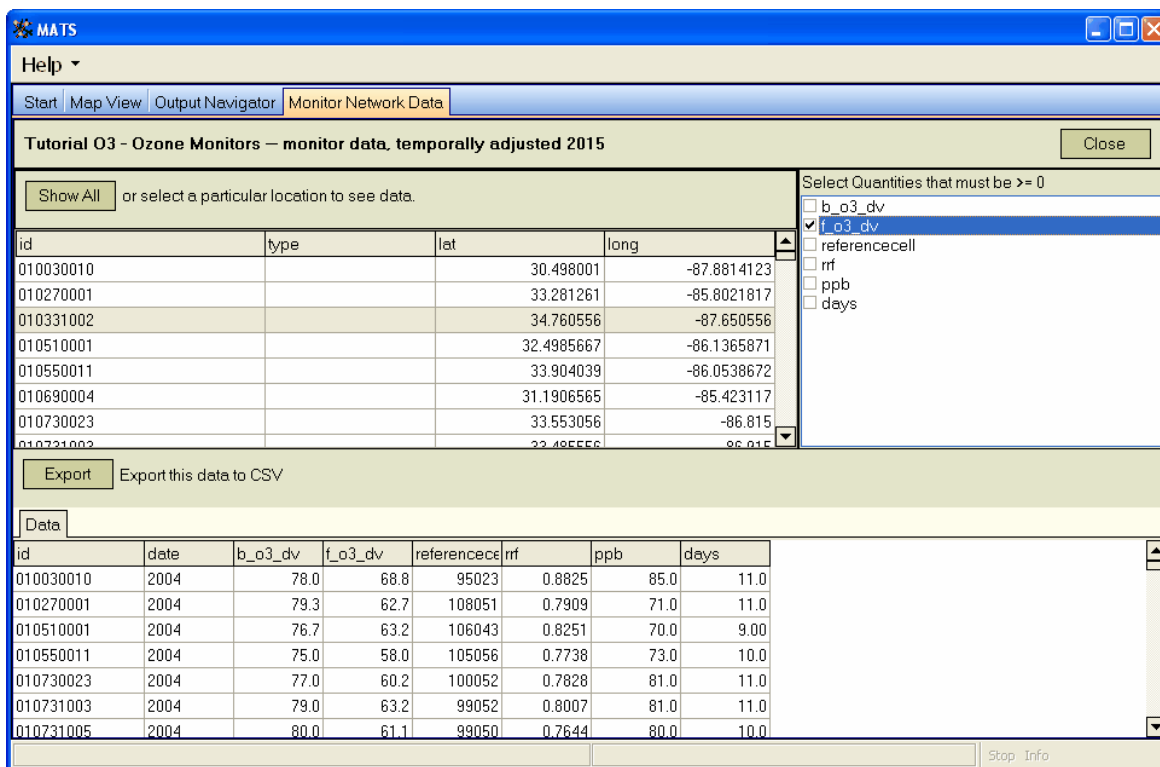 MATS
Help
Start Map View Output Navigator Monitor Network Data
Tutorial O3 - Ozone Monitors — monitor data, temporally adjusted 2015 Close
Show All or select a particular location to see data.
Select Quantities that must be >= 0
b_o3_dv
f_o3_dv
referencecell
rrf
ppb
days
id type lat long
010030010 30.498001 -87.8814123
010270001 33.281261 -85.8021817
010331002 34.760556 -87.650556
010510001 32.4985667 -86.1365871
010550011 33.904039 -86.0538672
010690004 31.1906565 -85.423117
010730023 33.553056 -86.815
010731003 33.485556 -86.915
Export Export this data to CSV
Data
id date b_o3_dv f_o3_dv referencece rrf ppb days
010030010 2004 78.0 68.8 95023 0.8825 85.0 11.0
010270001 2004 79.3 62.7 108051 0.7909 71.0 11.0
010510001 2004 76.7 63.2 106043 0.8251 70.0 9.00
010550011 2004 75.0 58.0 105056 0.7738 73.0 10.0
010730023 2004 77.0 60.2 100052 0.7828 81.0 11.0
010731003 2004 79.0 63.2 99052 0.8007 81.0 11.0
010731005 2004 80.0 61.1 99050 0.7644 80.0 10.0
Stop Info